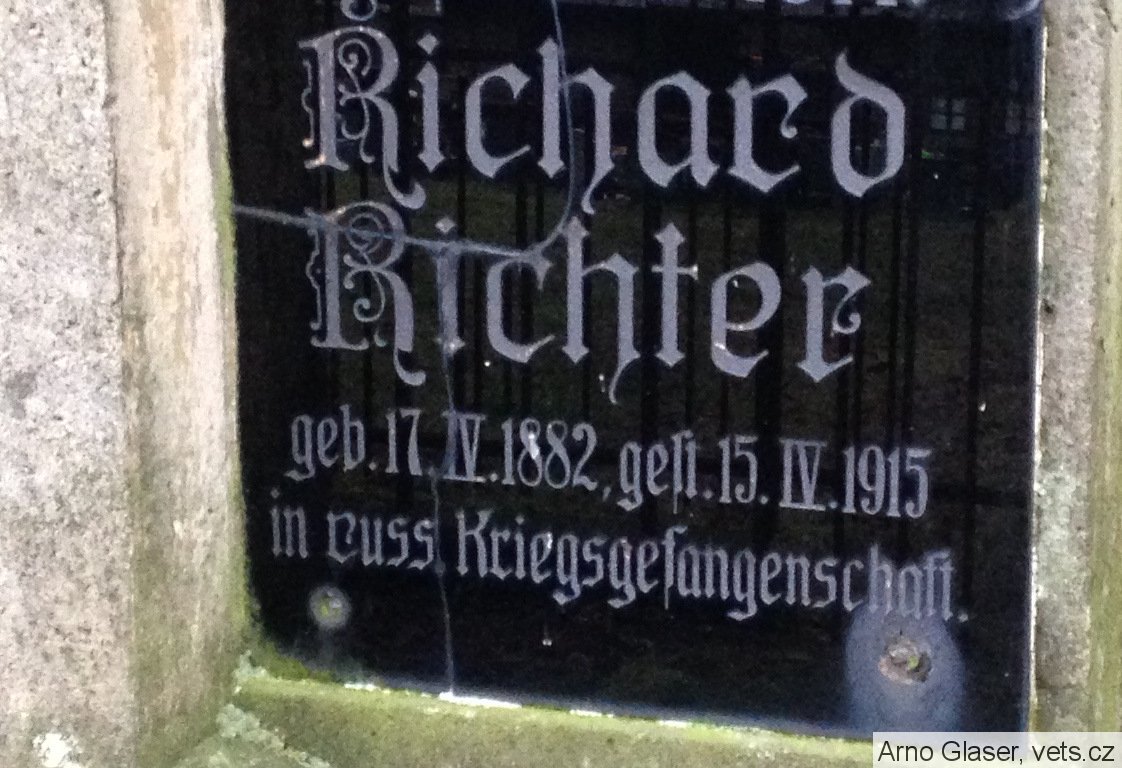 Richard
Richter
geb. 17. IV. 1882, gest. 15. IV. 1915
in russ. Kriegsgefangenschaft.
Arno Glaser, vets.cz